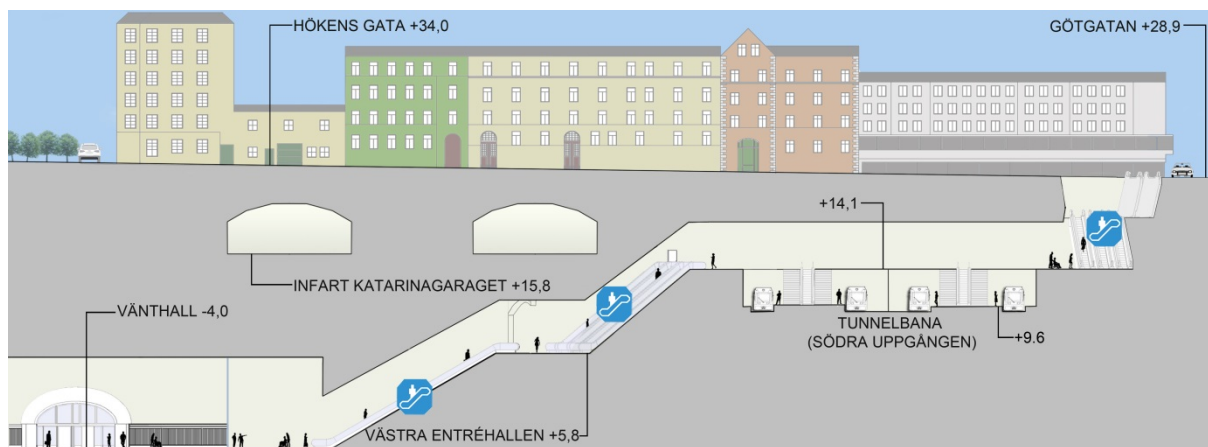 HÖKENS GATA +34,0
GÖTGATAN +28,9
+14,1
INFART KATARINAGARAGET +15,8
VÄNTHALL -4,0
TUNNELBANA
(SÖDRA UPPGÅNGEN)
+9.6
VÄSTRA ENTRÉHALLEN +5,8